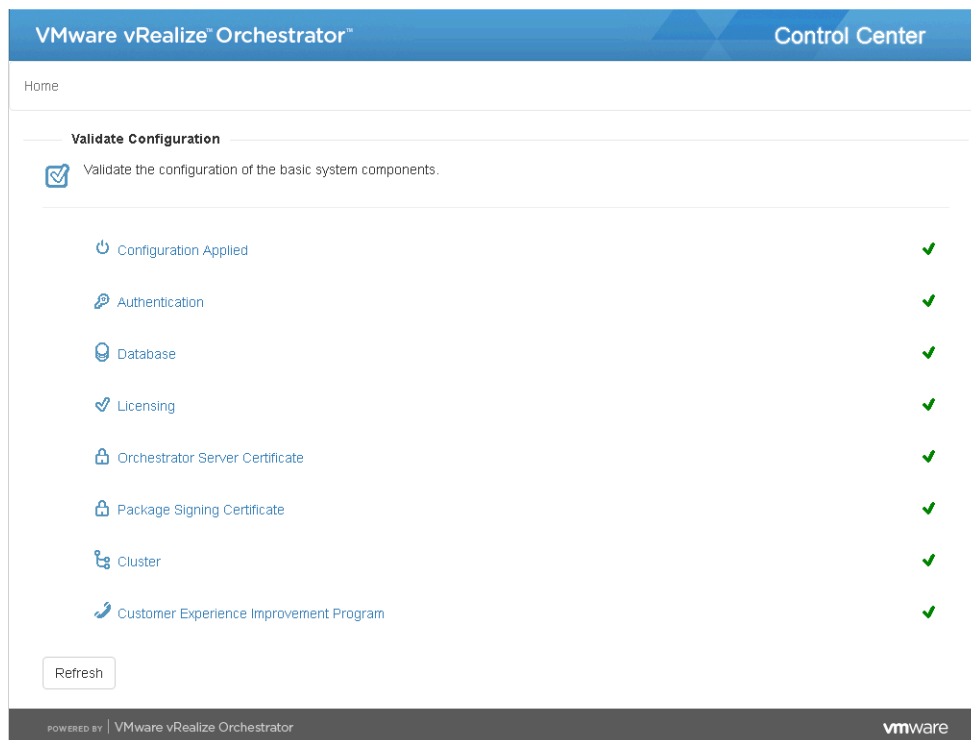 VMware vRealize™ Orchestrator™
Control Center
Home
Validate Configuration
Validate the configuration of the basic system components.
Configuration Applied
Authentication
Database
Licensing
Orchestrator Server Certificate
Package Signing Certificate
Cluster
Customer Experience Improvement Program
Refresh
POWERED BY | VMware vRealize Orchestrator
vmware